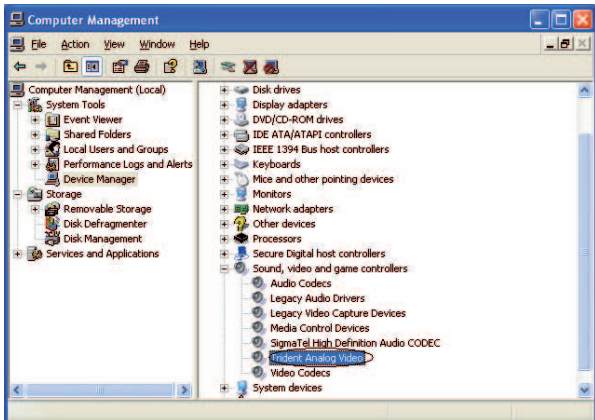 Computer Management
File Action View Window Help
Computer Management (Local)
System Tools
Event Viewer
Shared Folders
Local Users and Groups
Performance Logs and Alerts
Device Manager
Storage
Removable Storage
Disk Defragmenter
Disk Management
Services and Applications
Disk drives
Display adapters
DVD/CD-ROM drives
IDE ATA/ATAPI controllers
IEEE 1394 Bus host controllers
Keyboards
Mice and other pointing devices
Monitors
Network adapters
Other devices
Processors
Secure Digital host controllers
Sound, video and game controllers
Audio Codecs
Legacy Audio Drivers
Legacy Video Capture Devices
Media Control Devices
SigmaTel High Definition Audio CODEC
Trident Analog Video
Video Codecs
System devices